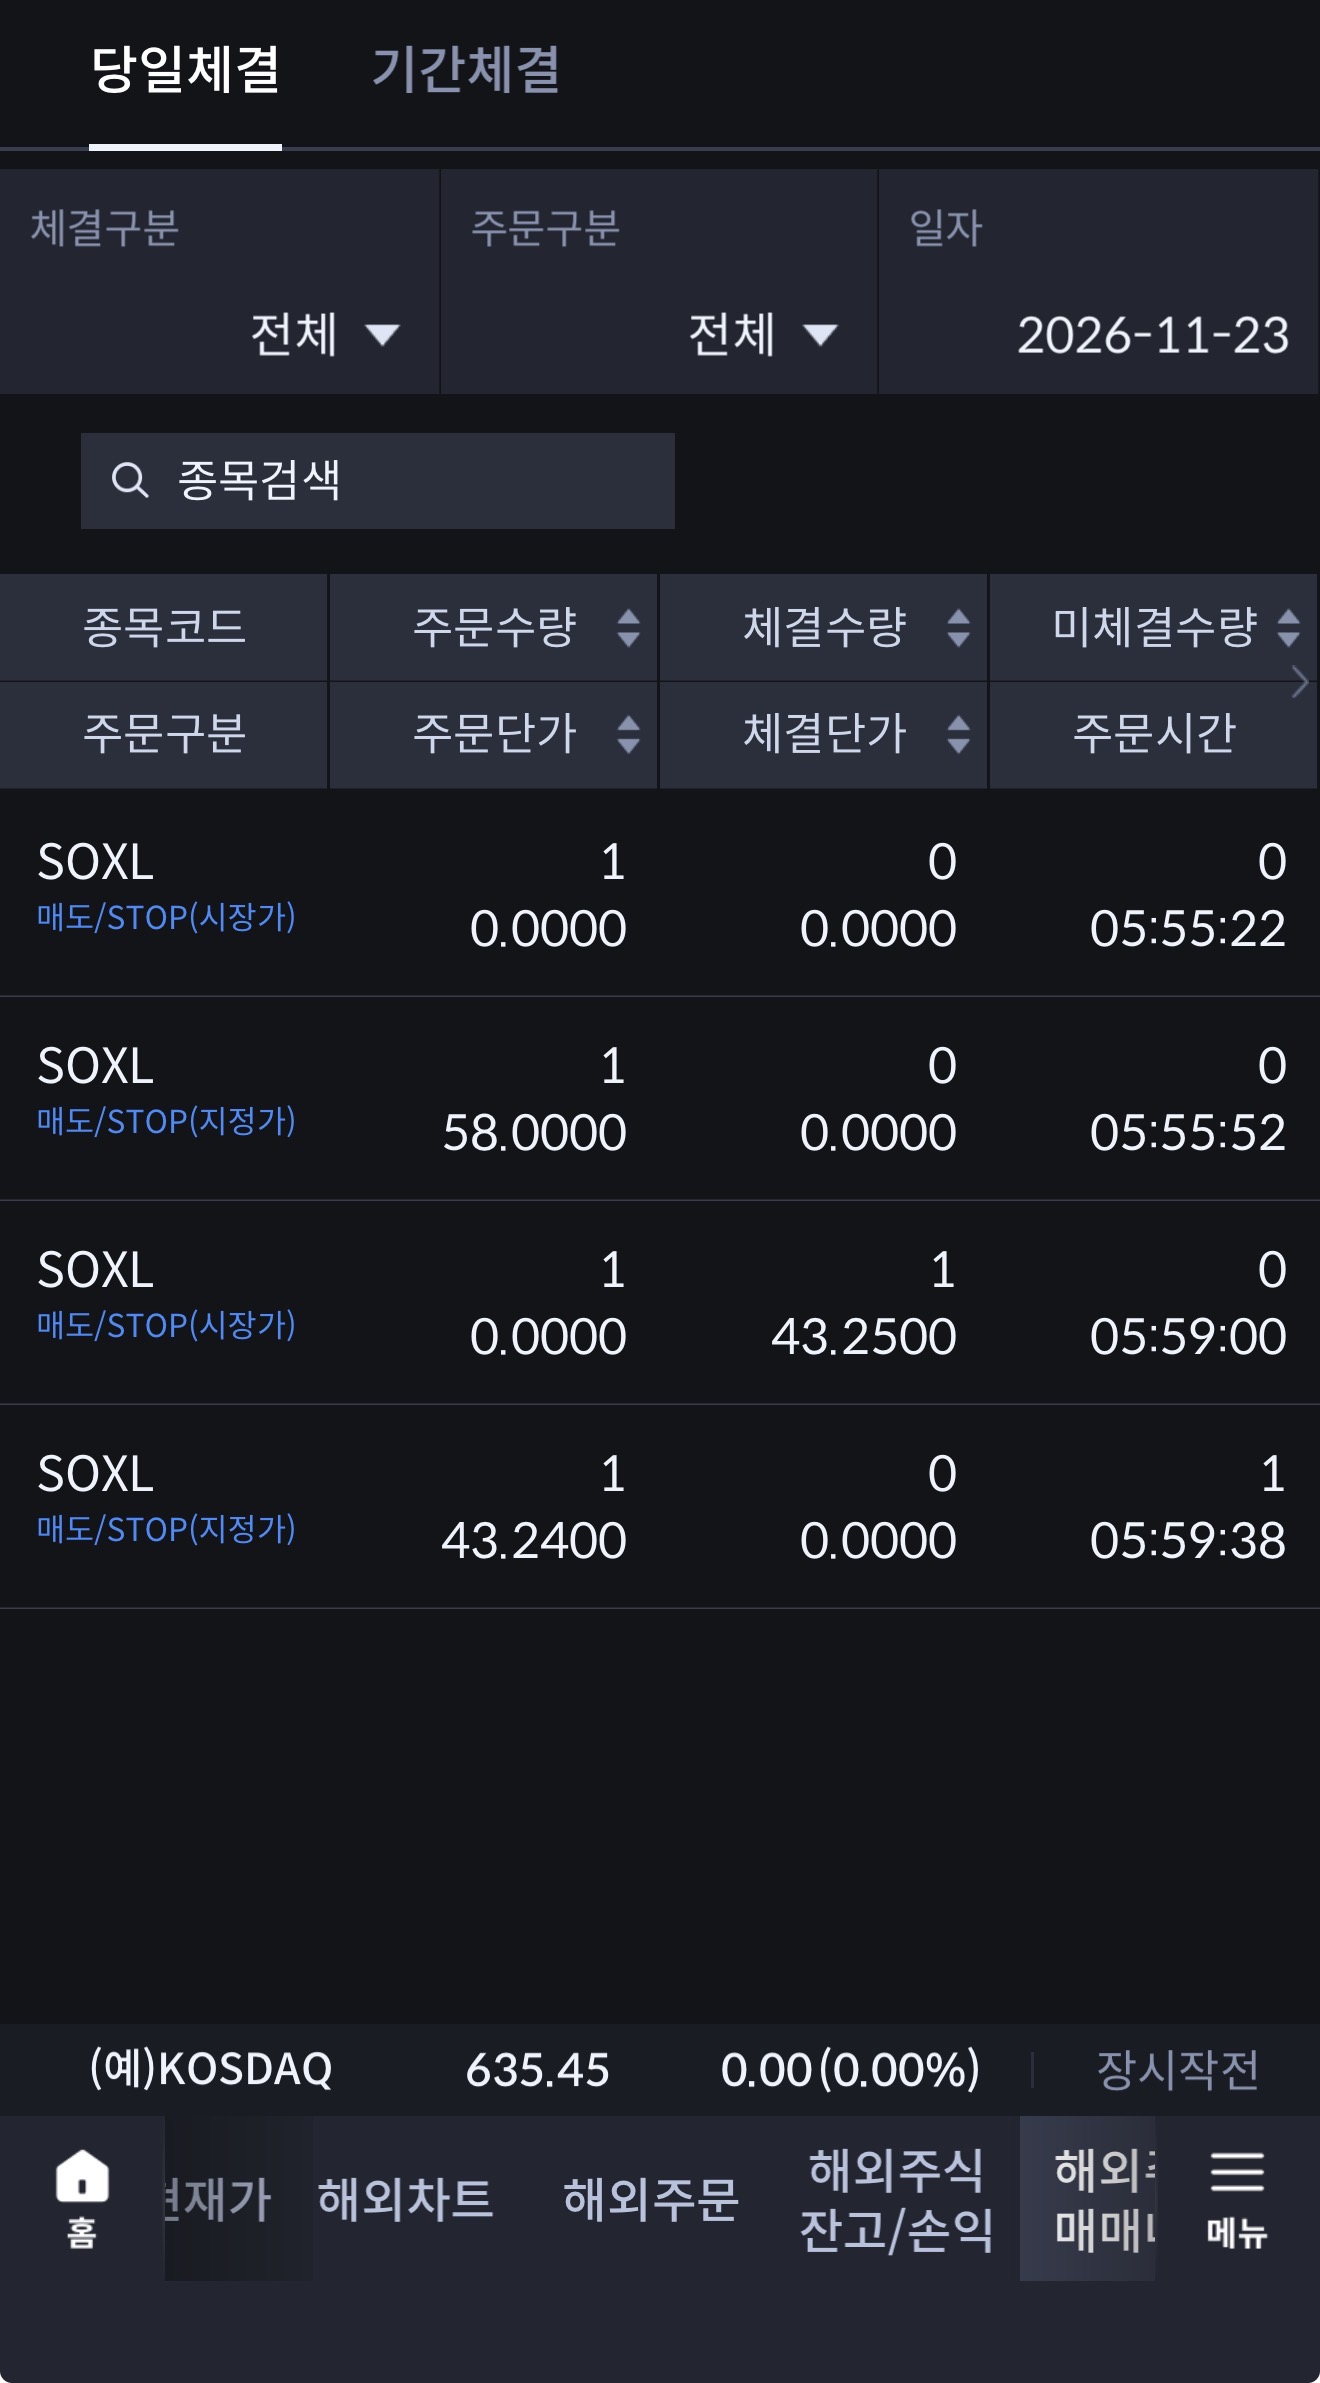 당일체결 기간체결
체결구분 주문구분 일자
전체 전체 2026-11-23
종목검색
종목코드 주문수량 체결수량 미체결수량
주문구분 주문단가 체결단가 주문시간
SOXL 1 0 0
매도/STOP(시장가) 0.0000 0.0000 05:55:22
SOXL 1 0 0
매도/STOP(지정가) 58.0000 0.0000 05:55:52
SOXL 1 1 0
매도/STOP(시장가) 0.0000 43.2500 05:59:00
SOXL 1 0 1
매도/STOP(지정가) 43.2400 0.0000 05:59:38
(예)KOSDAQ 635.45 0.00(0.00%) 장시작전
홈 재가 해외차트 해외주문 해외주식
잔고/손익 해외
매매 메뉴